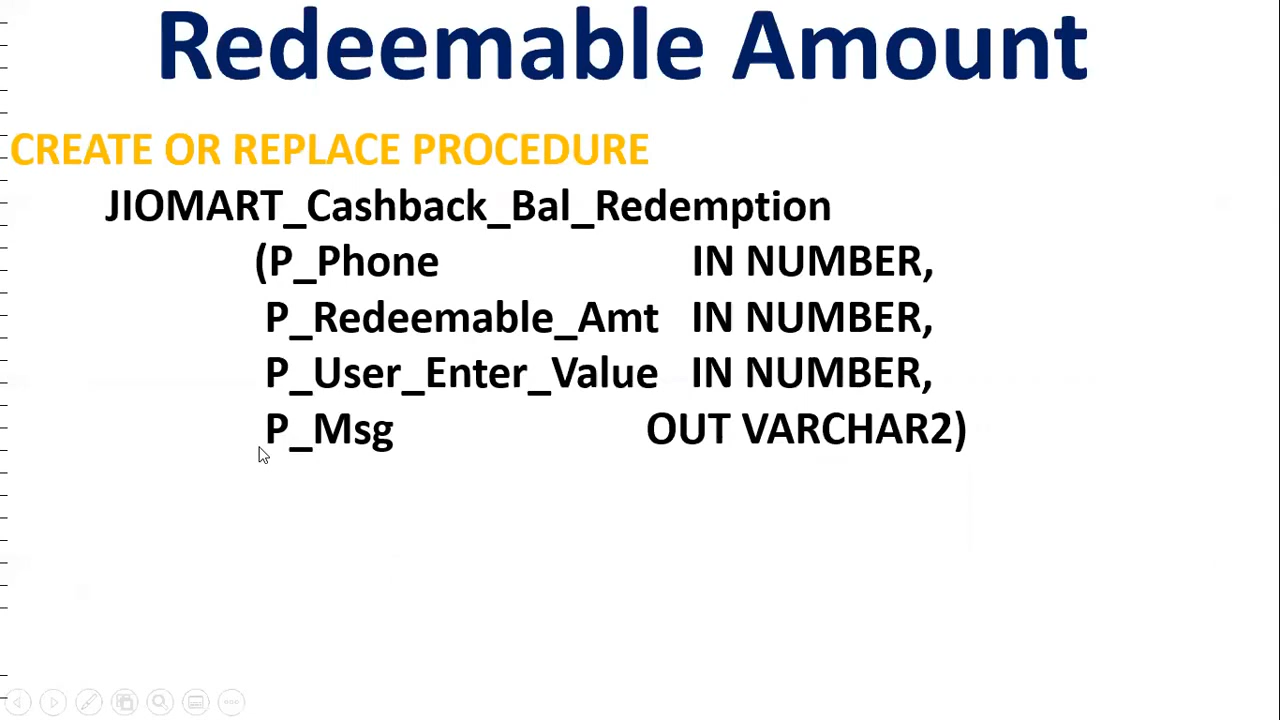 Redeemable Amount
CREATE OR REPLACE PROCEDURE
JIOMART_Cashback_Bal_Redemption
(P_Phone IN NUMBER,
P_Redeemable_Amt IN NUMBER,
P_User_Enter_Value IN NUMBER,
P_Msg OUT VARCHAR2)